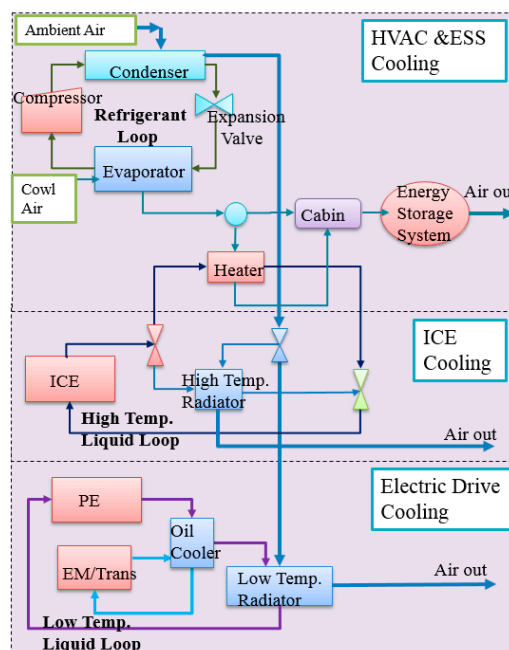 Ambient Air
HVAC &ESS
Cooling
Condenser
Compressor
Refrigerant
Loop
Expansion
Valve
Evaporator
Cowl
Air
Cabin
Energy
Storage
System
Air out
Heater
ICE
Cooling
ICE
High Temp.
Radiator
High Temp.
Liquid Loop
Air out
Electric Drive
Cooling
PE
Oil
Cooler
EM/Trans
Low Temp.
Radiator
Air out
Low Temp.
Liquid Loop